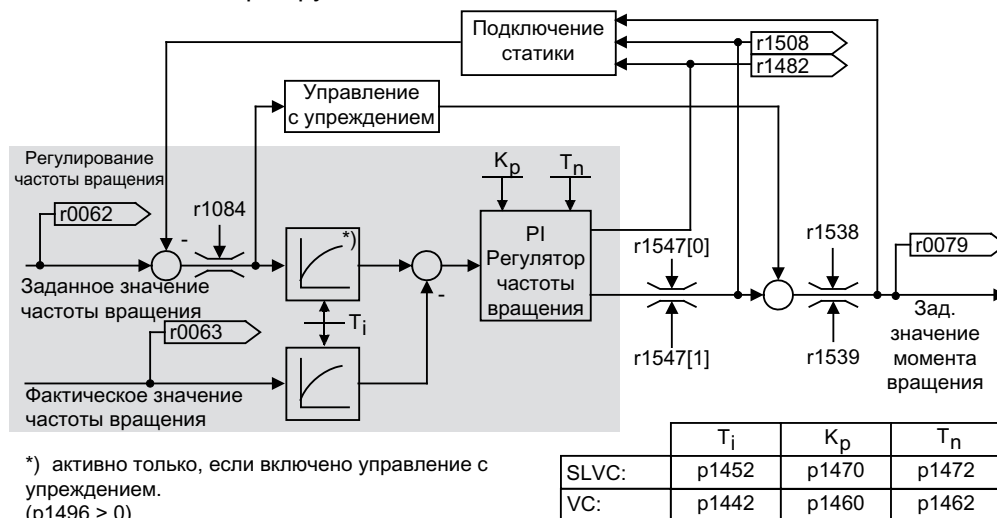 Подключение
статики
r1508
r1482
Управление
с упреждением
Регулирование
частоты вращения
r0062
r1084
*)
Kp
Tn
PI
Регулятор
частоты
вращения
r1547[0]
r1538
r0079
-
-
Заданное значение
частоты вращения
r0063
Ti
r1547[1]
r1539
Зад.
значение
момента
вращения
Фактическое значение
частоты вращения
*) активно только, если включено управление с
упреждением.
(p1496 > 0)
Ti Kp Tn
SLVC: p1452 p1470 p1472
VC: p1442 p1460 p1462